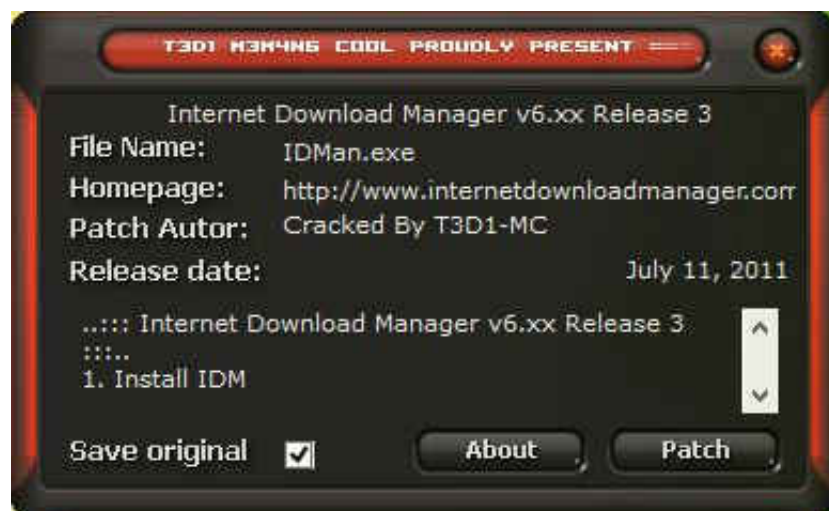 T3D1 M3M4NG COOL PROUDLY PRESENT ===
Internet Download Manager v6.xx Release 3
File Name: IDMan.exe
Homepage: http://www.internetdownloadmanager.com
Patch Autor: Cracked By T3D1-MC
Release date: July 11, 2011
..::: Internet Download Manager v6.xx Release 3
:::..
1. Install IDM
Save original About Patch